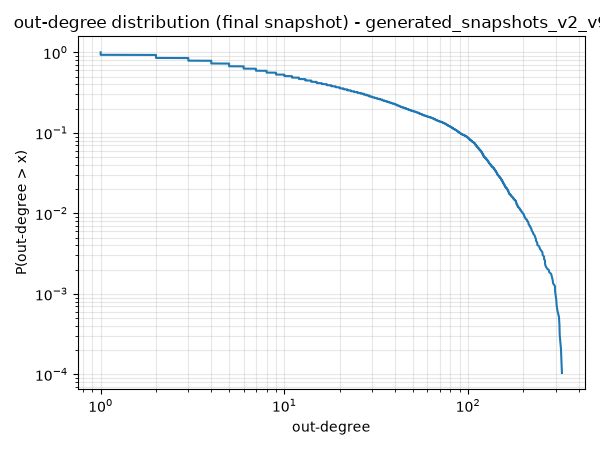 out-degree distribution (final snapshot) - generated_snapshots_v2_v9
10⁰
10⁻¹
10⁻²
10⁻³
10⁻⁴
P(out-degree > x)
10⁰ 10¹ 10²
out-degree